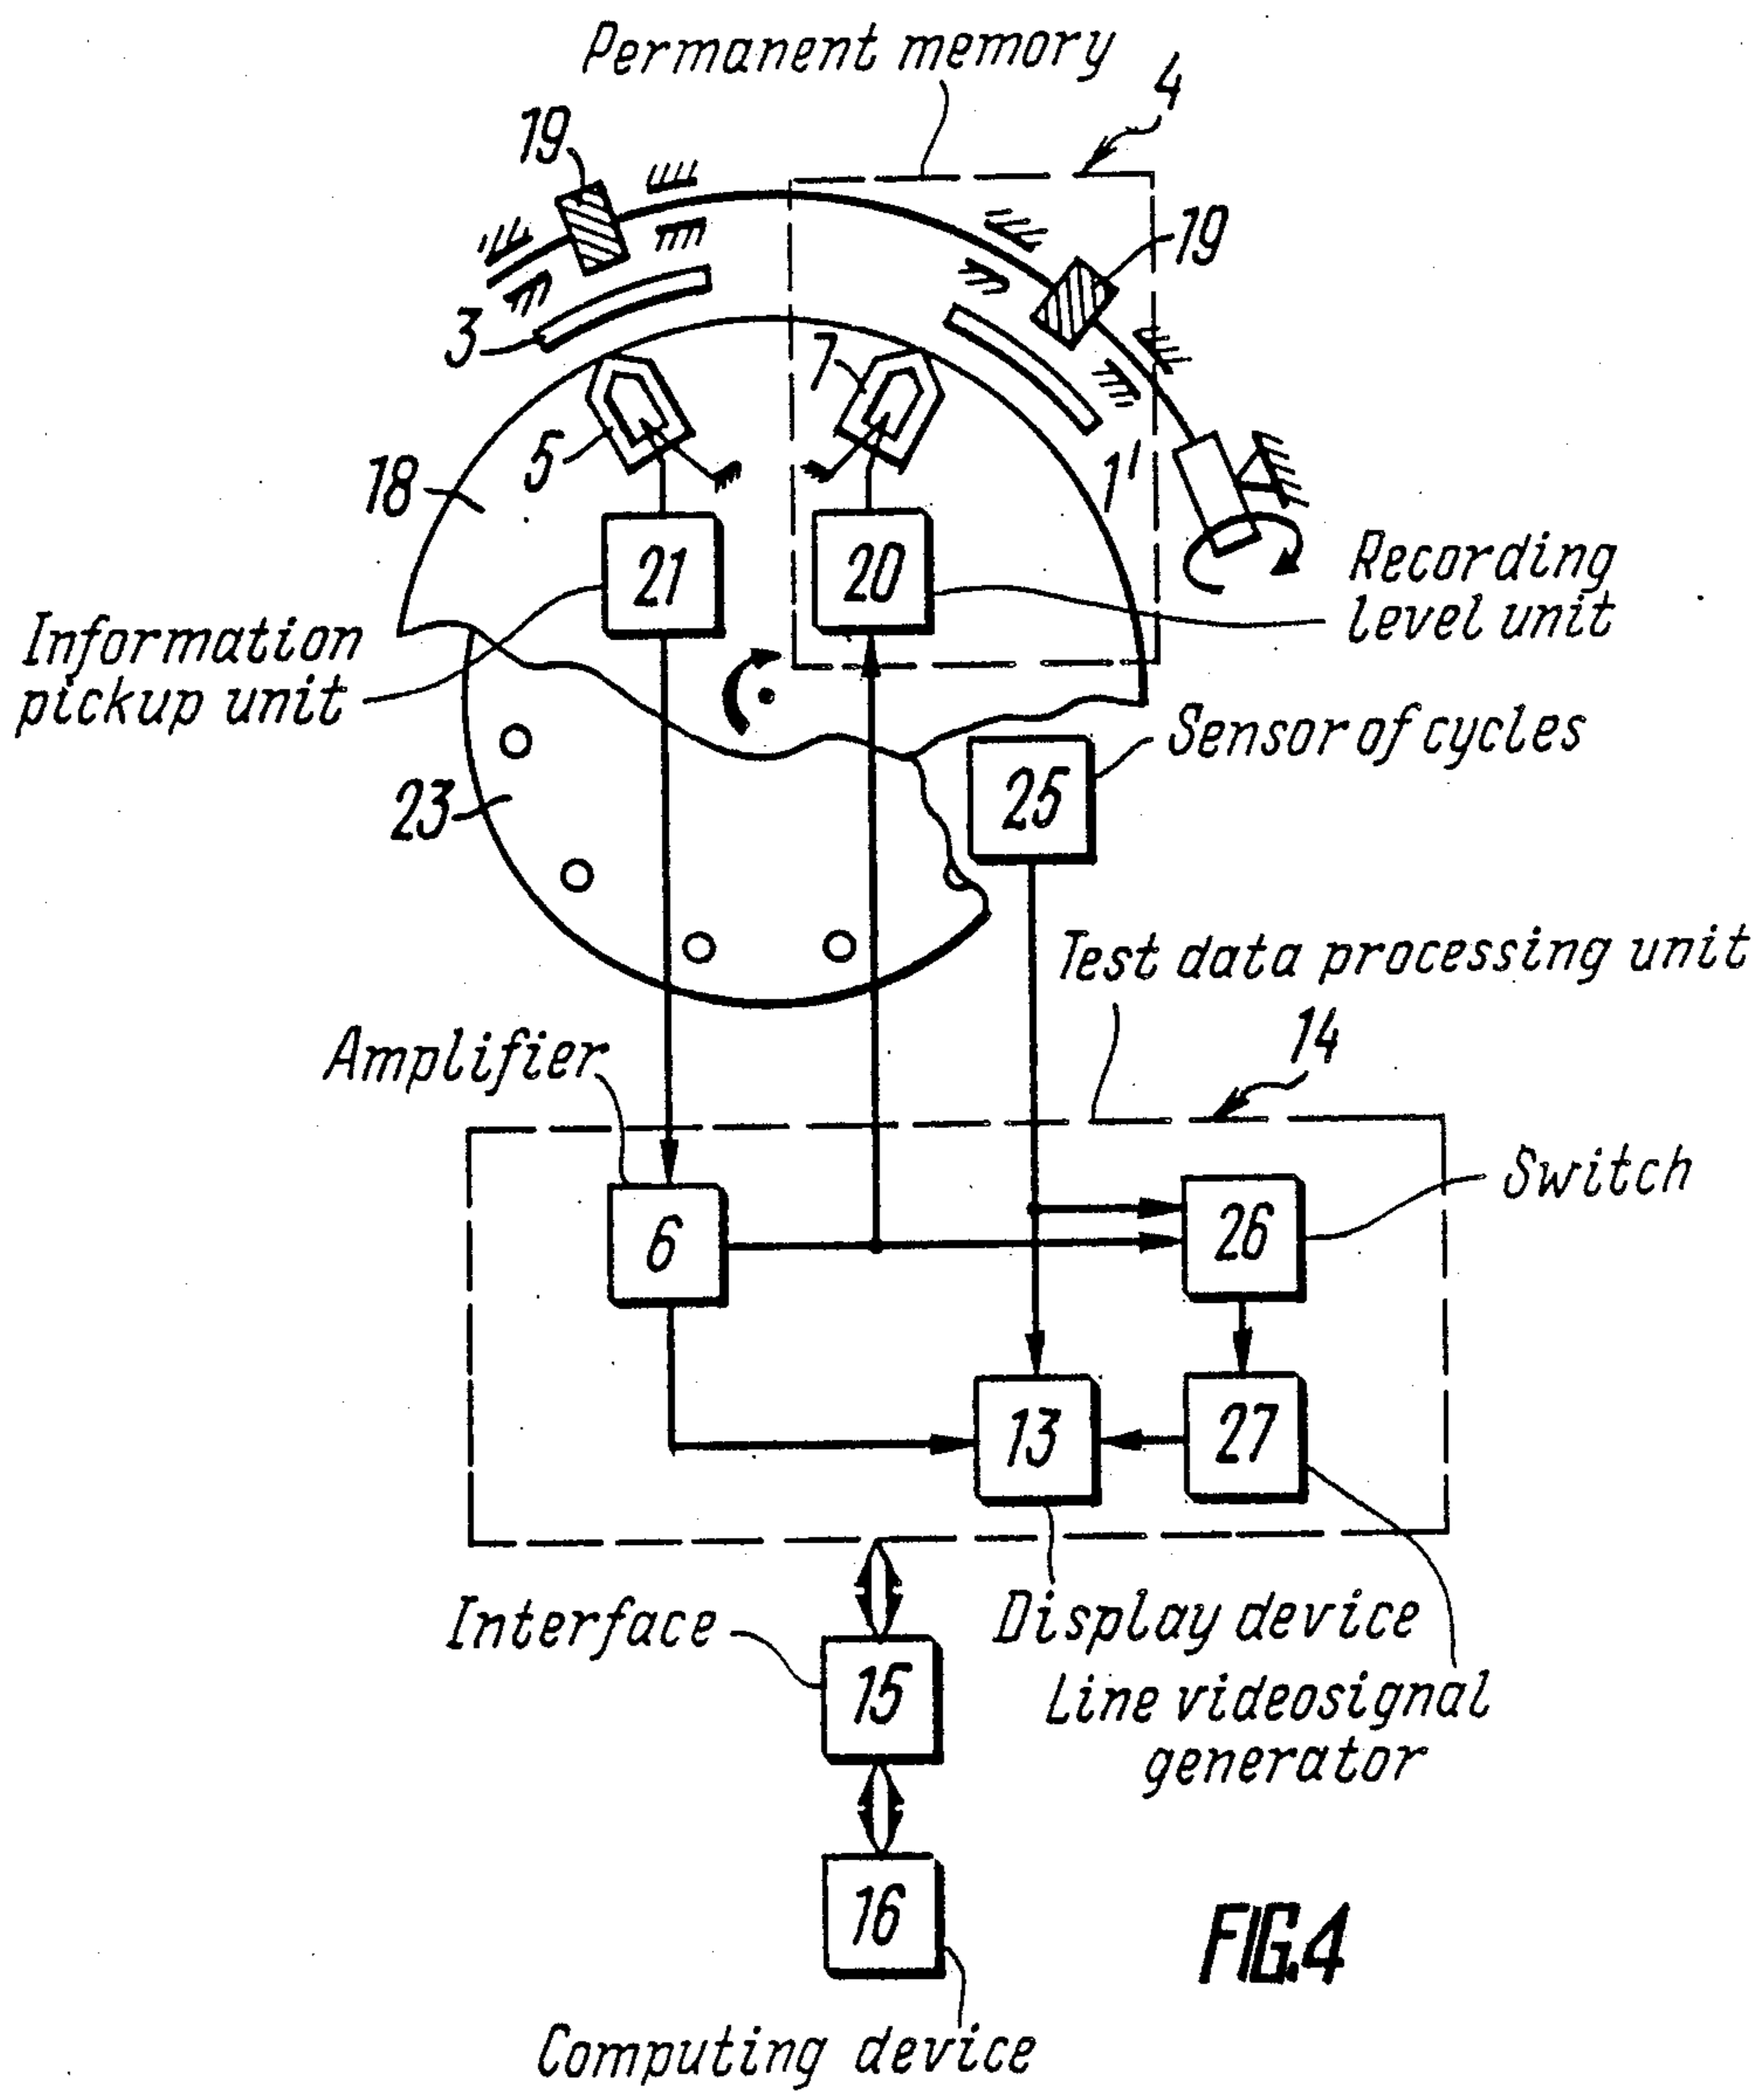 Permanent memory
4
19
19
3
7
5
18
1'
21
20
Recording
level unit
Information
pickup unit
Sensor of cycles
25
23
Test data processing unit
14
Amplifier
Switch
6
26
13
27
Interface
Display device
15
Line videosignal
generator
16
FIG.4
Computing device